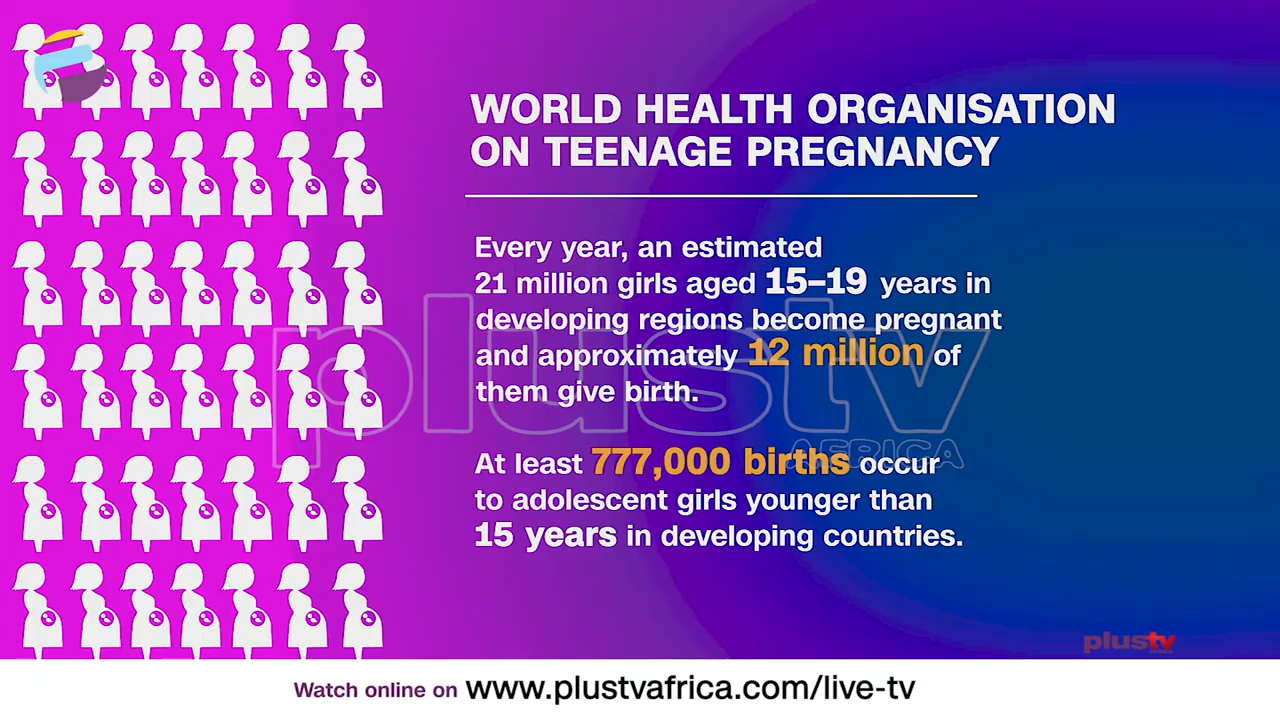 WORLD HEALTH ORGANISATION
ON TEENAGE PREGNANCY
Every year, an estimated
21 million girls aged 15–19 years in
developing regions become pregnant
and approximately 12 million of
them give birth.
At least 777,000 births occur
to adolescent girls younger than
15 years in developing countries.
plustv
AFRICA
plustv
Watch online on www.plustvafrica.com/live-tv